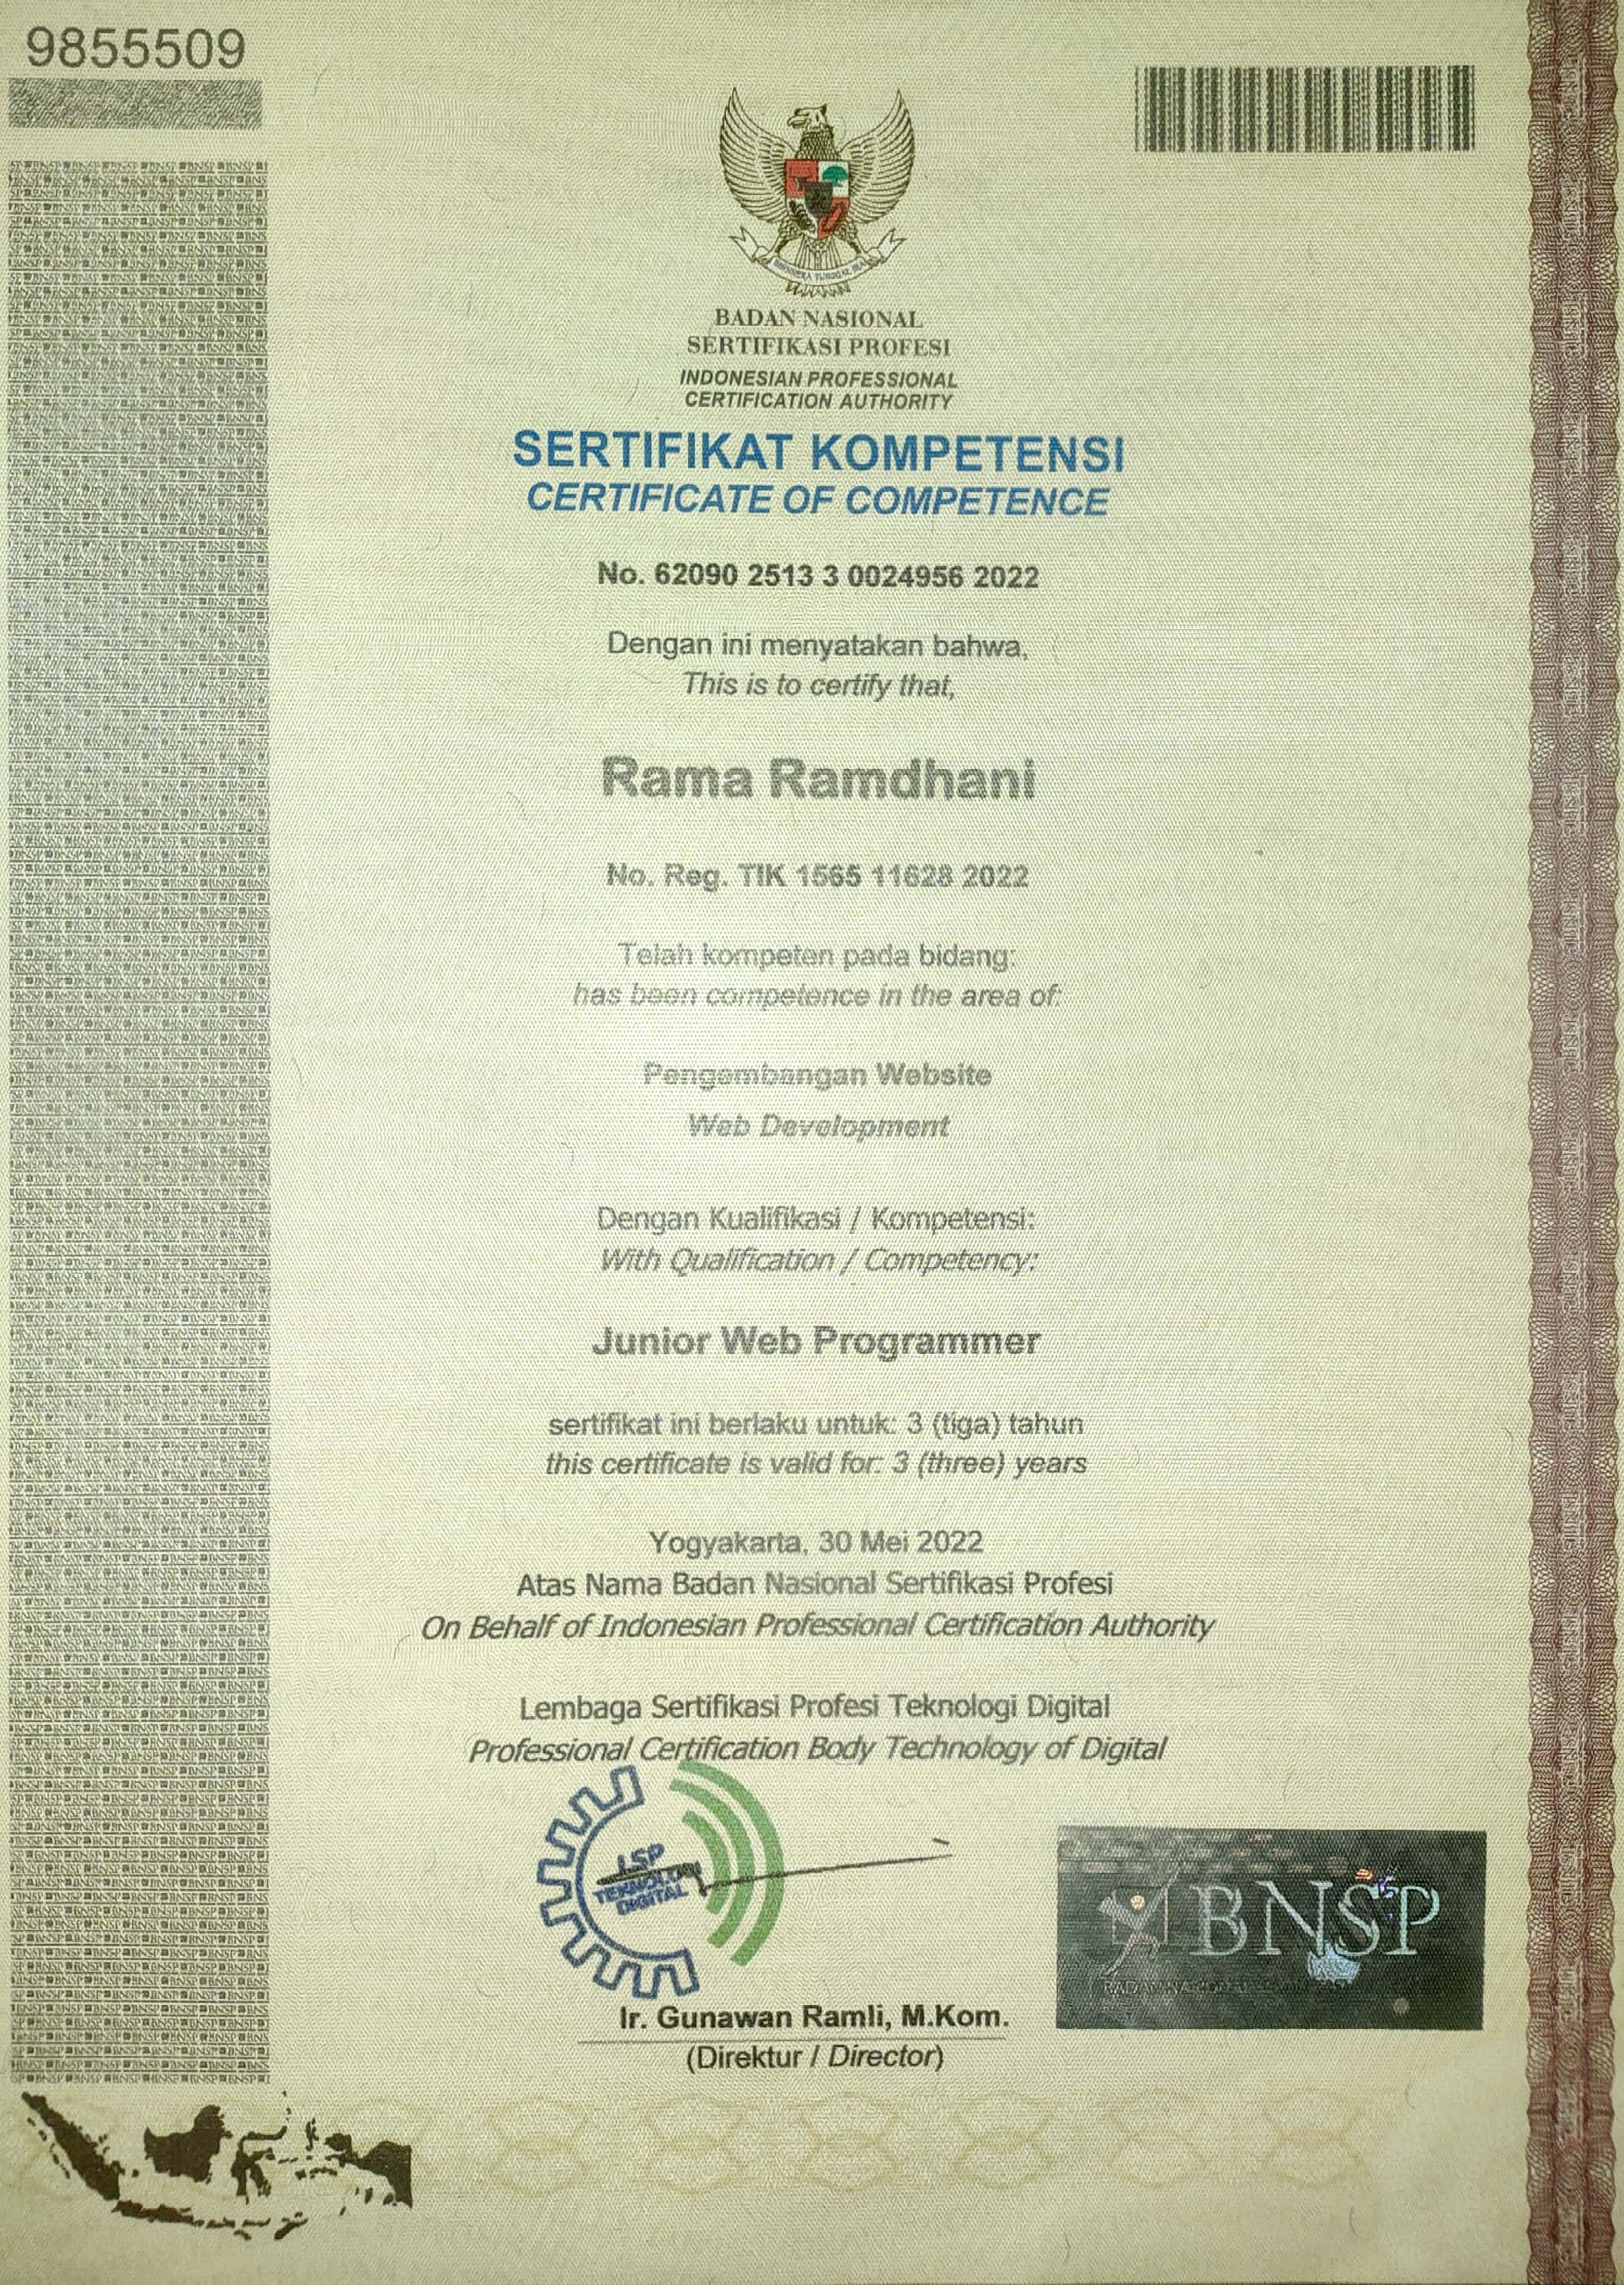 9855509
BADAN NASIONAL
SERTIFIKASI PROFESI
INDONESIAN PROFESSIONAL
CERTIFICATION AUTHORITY
SERTIFIKAT KOMPETENSI
CERTIFICATE OF COMPETENCE
No. 62090 2513 3 0024956 2022
Dengan ini menyatakan bahwa,
This is to certify that,
Rama Ramdhani
No. Reg. TIK 1565 11628 2022
Telah kompeten pada bidang:
has been competence in the area of:
Pengembangan Website
Web Development
Dengan Kualifikasi / Kompetensi:
With Qualification / Competency:
Junior Web Programmer
sertifikat ini berlaku untuk: 3 (tiga) tahun
this certificate is valid for: 3 (three) years
Yogyakarta, 30 Mei 2022
Atas Nama Badan Nasional Sertifikasi Profesi
On Behalf of Indonesian Professional Certification Authority
Lembaga Sertifikasi Profesi Teknologi Digital
Professional Certification Body Technology of Digital
LSP
TEKNOLOGI
DIGITAL
BNSP
Ir. Gunawan Ramli, M.Kom.
(Direktur / Director)